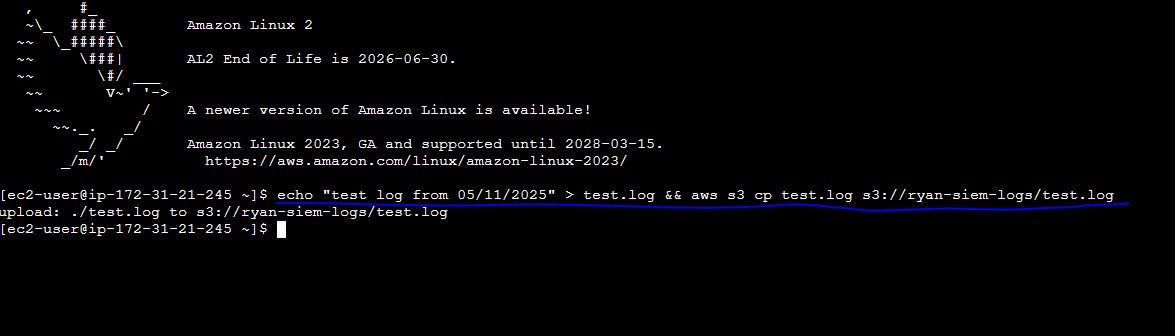 Amazon Linux 2
AL2 End of Life is 2026-06-30.
A newer version of Amazon Linux is available!
Amazon Linux 2023, GA and supported until 2028-03-15.
https://aws.amazon.com/linux/amazon-linux-2023/
[ec2-user@ip-172-31-21-245 ~]$ echo "test log from 05/11/2025" > test.log && aws s3 cp test.log s3://ryan-siem-logs/test.log
upload: ./test.log to s3://ryan-siem-logs/test.log
[ec2-user@ip-172-31-21-245 ~]$